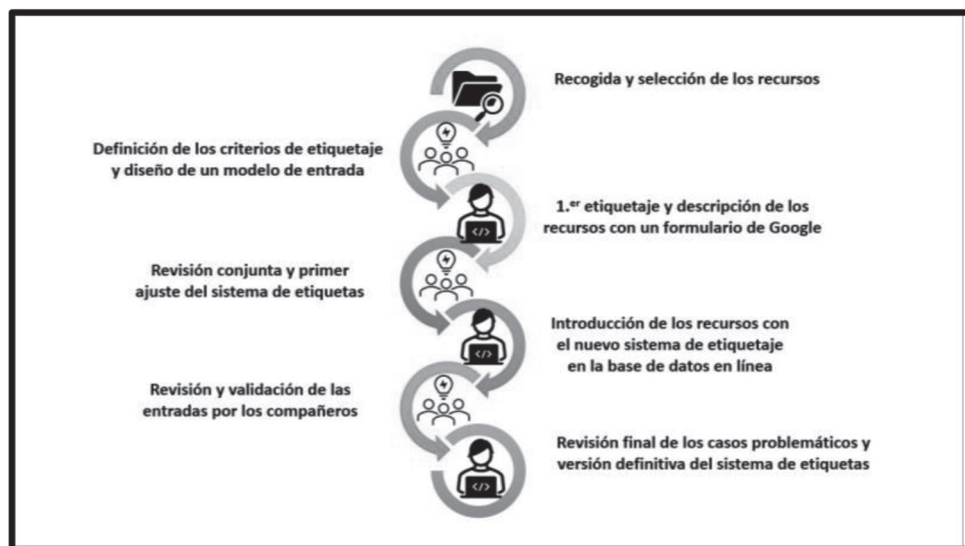 Recogida y selección de los recursos
Definición de los criterios de etiquetaje
y diseño de un modelo de entrada
1.er etiquetaje y descripción de los
recursos con un formulario de Google
Revisión conjunta y primer
ajuste del sistema de etiquetas
Introducción de los recursos con
el nuevo sistema de etiquetaje
en la base de datos en línea
Revisión y validación de las
entradas por los compañeros
Revisión final de los casos problemáticos y
versión definitiva del sistema de etiquetas